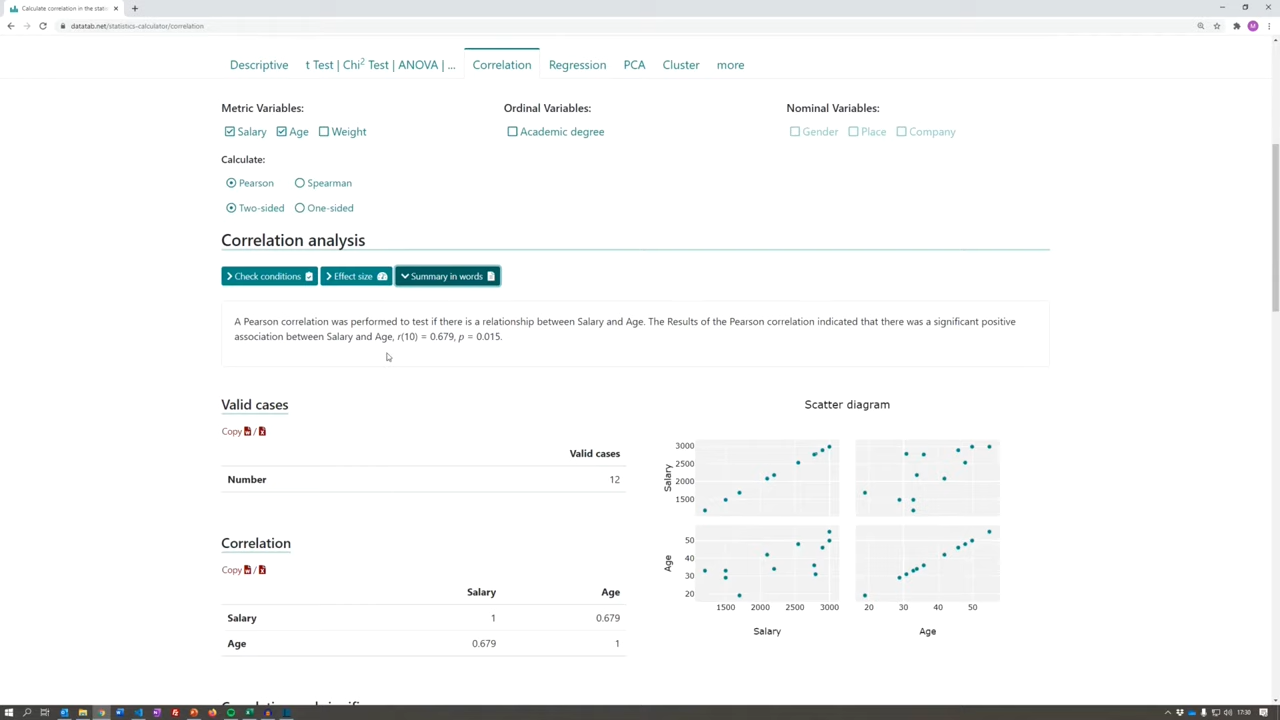 Calculate correlation in the stati
datatab.net/statistics-calculator/correlation
M
Descriptive t Test | Chi² Test | ANOVA | ... Correlation Regression PCA Cluster more
Metric Variables: Ordinal Variables: Nominal Variables:
Salary Age Weight Academic degree Gender Place Company
Calculate:
Pearson Spearman
Two-sided One-sided
Correlation analysis
Check conditions Effect size Summary in words
A Pearson correlation was performed to test if there is a relationship between Salary and Age. The Results of the Pearson correlation indicated that there was a significant positive
association between Salary and Age, r(10) = 0.679, p = 0.015.
Valid cases
Copy /
Valid cases
Number 12
Correlation
Copy /
Salary Age
Salary 1 0.679
Age 0.679 1
Scatter diagram
3000
2500
2000
1500
Salary
50
40
30
20
Age
1500 2000 2500 3000 20 30 40 50
Salary Age
17:30